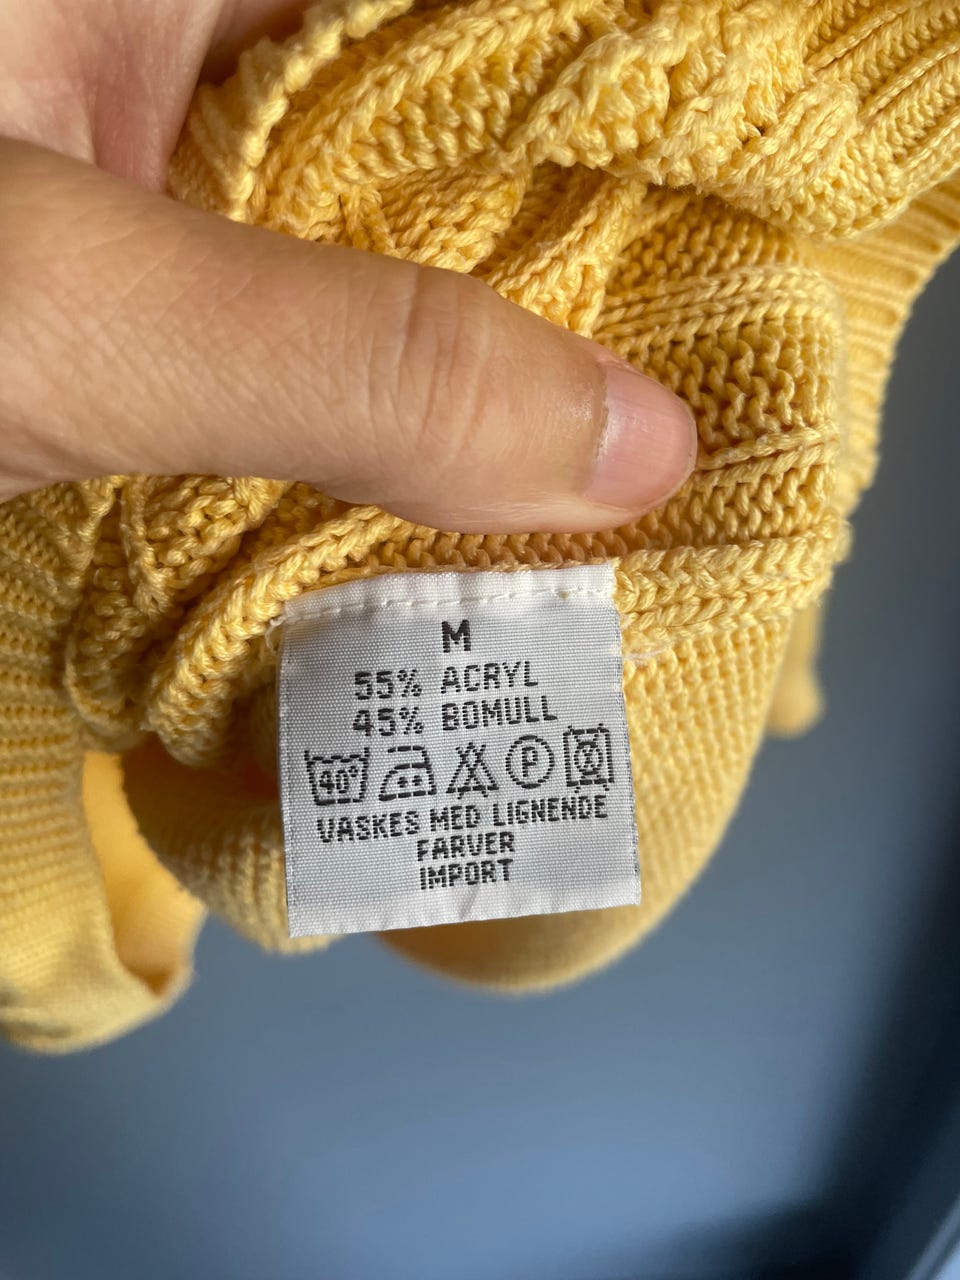 M
55% ACRYL
45% BOMULL
40° P
VASKES MED LIGNENDE
FARVER
IMPORT